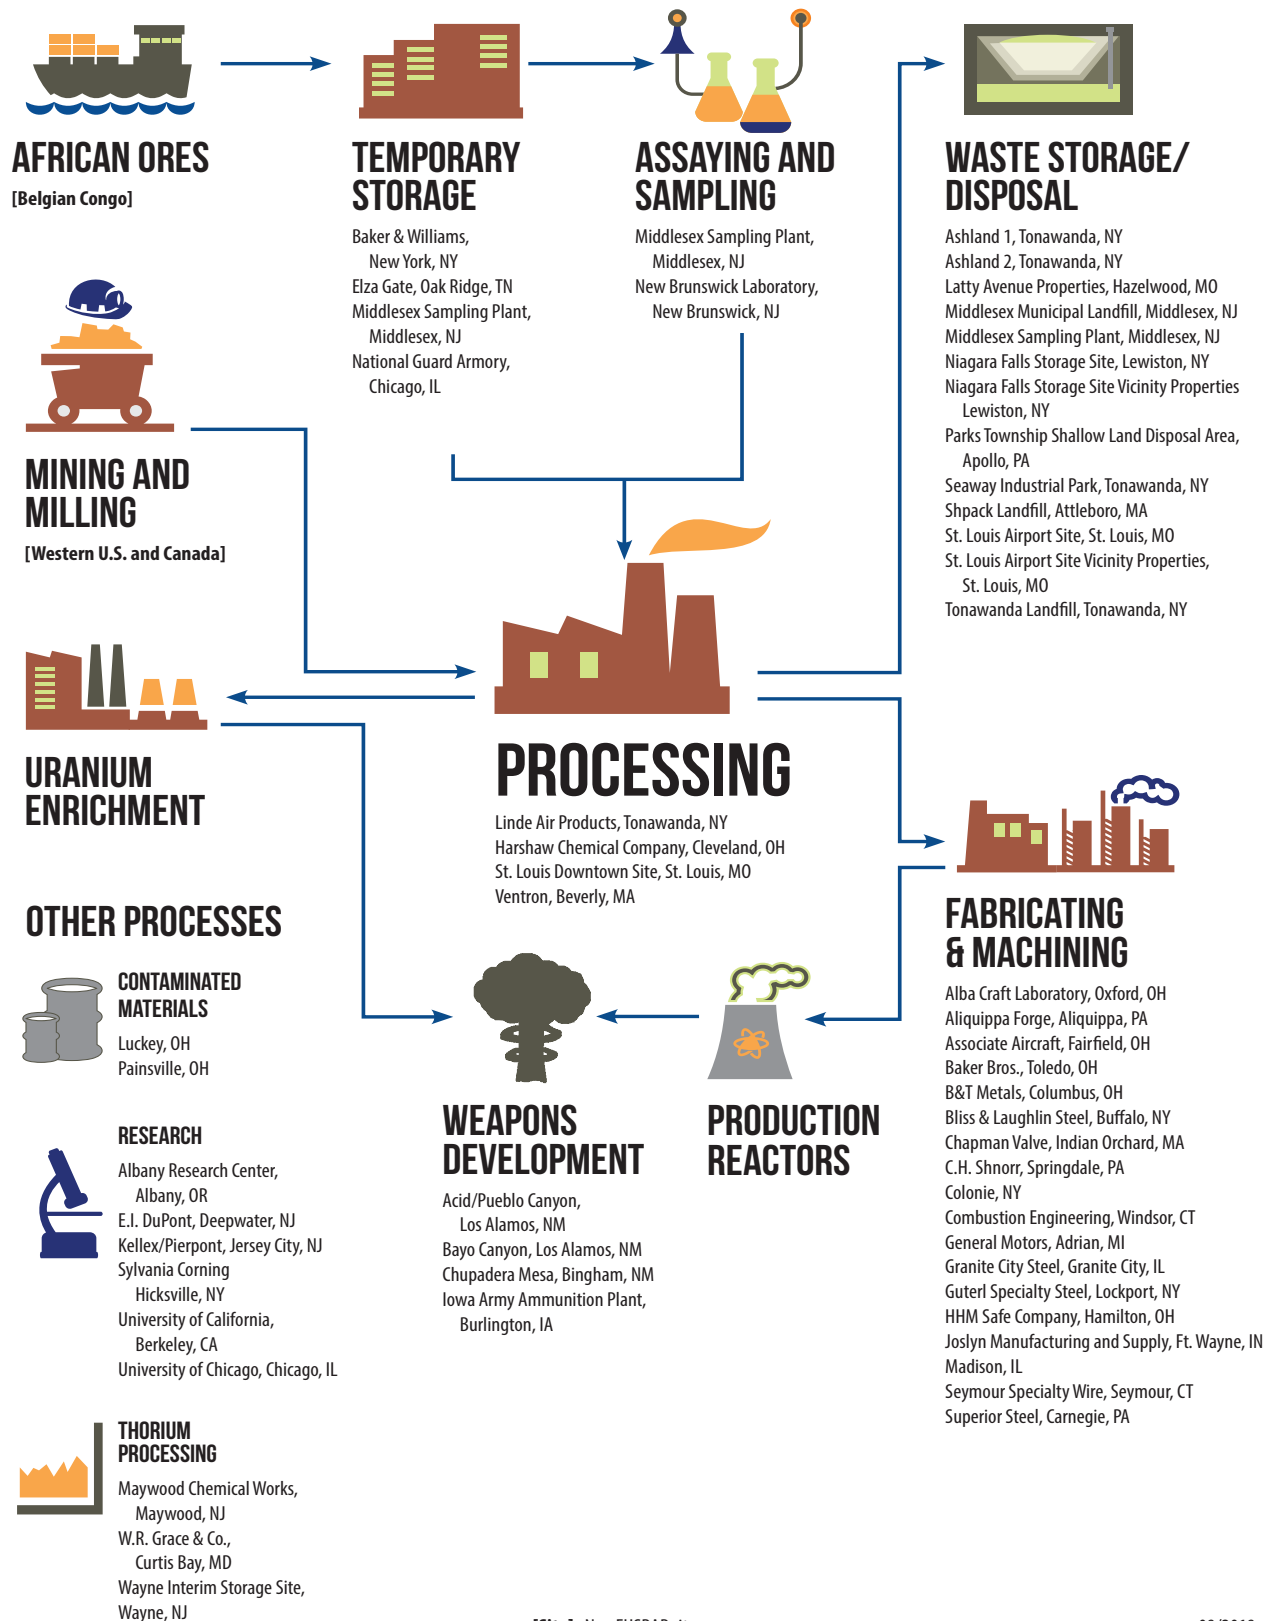 AFRICAN ORES
[Belgian Congo]
TEMPORARY
STORAGE
Baker & Williams,
New York, NY
Elza Gate, Oak Ridge, TN
Middlesex Sampling Plant,
Middlesex, NJ
National Guard Armory,
Chicago, IL
ASSAYING AND
SAMPLING
Middlesex Sampling Plant,
Middlesex, NJ
New Brunswick Laboratory,
New Brunswick, NJ
WASTE STORAGE/
DISPOSAL
Ashland 1, Tonawanda, NY
Ashland 2, Tonawanda, NY
Latty Avenue Properties, Hazelwood, MO
Middlesex Municipal Landfill, Middlesex, NJ
Middlesex Sampling Plant, Middlesex, NJ
Niagara Falls Storage Site, Lewiston, NY
Niagara Falls Storage Site Vicinity Properties
Lewiston, NY
Parks Township Shallow Land Disposal Area,
Apollo, PA
Seaway Industrial Park, Tonawanda, NY
Shpack Landfill, Attleboro, MA
St. Louis Airport Site, St. Louis, MO
St. Louis Airport Site Vicinity Properties,
St. Louis, MO
Tonawanda Landfill, Tonawanda, NY
MINING AND
MILLING
[Western U.S. and Canada]
URANIUM
ENRICHMENT
PROCESSING
Linde Air Products, Tonawanda, NY
Harshaw Chemical Company, Cleveland, OH
St. Louis Downtown Site, St. Louis, MO
Ventron, Beverly, MA
FABRICATING
& MACHINING
Alba Craft Laboratory, Oxford, OH
Aliquippa Forge, Aliquippa, PA
Associate Aircraft, Fairfield, OH
Baker Bros., Toledo, OH
B&T Metals, Columbus, OH
Bliss & Laughlin Steel, Buffalo, NY
Chapman Valve, Indian Orchard, MA
C.H. Shnorr, Springdale, PA
Colonie, NY
Combustion Engineering, Windsor, CT
General Motors, Adrian, MI
Granite City Steel, Granite City, IL
Guterl Specialty Steel, Lockport, NY
HHM Safe Company, Hamilton, OH
Joslyn Manufacturing and Supply, Ft. Wayne, IN
Madison, IL
Seymour Specialty Wire, Seymour, CT
Superior Steel, Carnegie, PA
WEAPONS
DEVELOPMENT
Acid/Pueblo Canyon,
Los Alamos, NM
Bayo Canyon, Los Alamos, NM
Chupadera Mesa, Bingham, NM
Iowa Army Ammunition Plant,
Burlington, IA
PRODUCTION
REACTORS
OTHER PROCESSES
CONTAMINATED
MATERIALS
Luckey, OH
Painsville, OH
RESEARCH
Albany Research Center,
Albany, OR
E.I. DuPont, Deepwater, NJ
Kellex/Pierpont, Jersey City, NJ
Sylvania Corning
Hicksville, NY
University of California,
Berkeley, CA
University of Chicago, Chicago, IL
THORIUM
PROCESSING
Maywood Chemical Works,
Maywood, NJ
W.R. Grace & Co.,
Curtis Bay, MD
Wayne Interim Storage Site,
Wayne, NJ